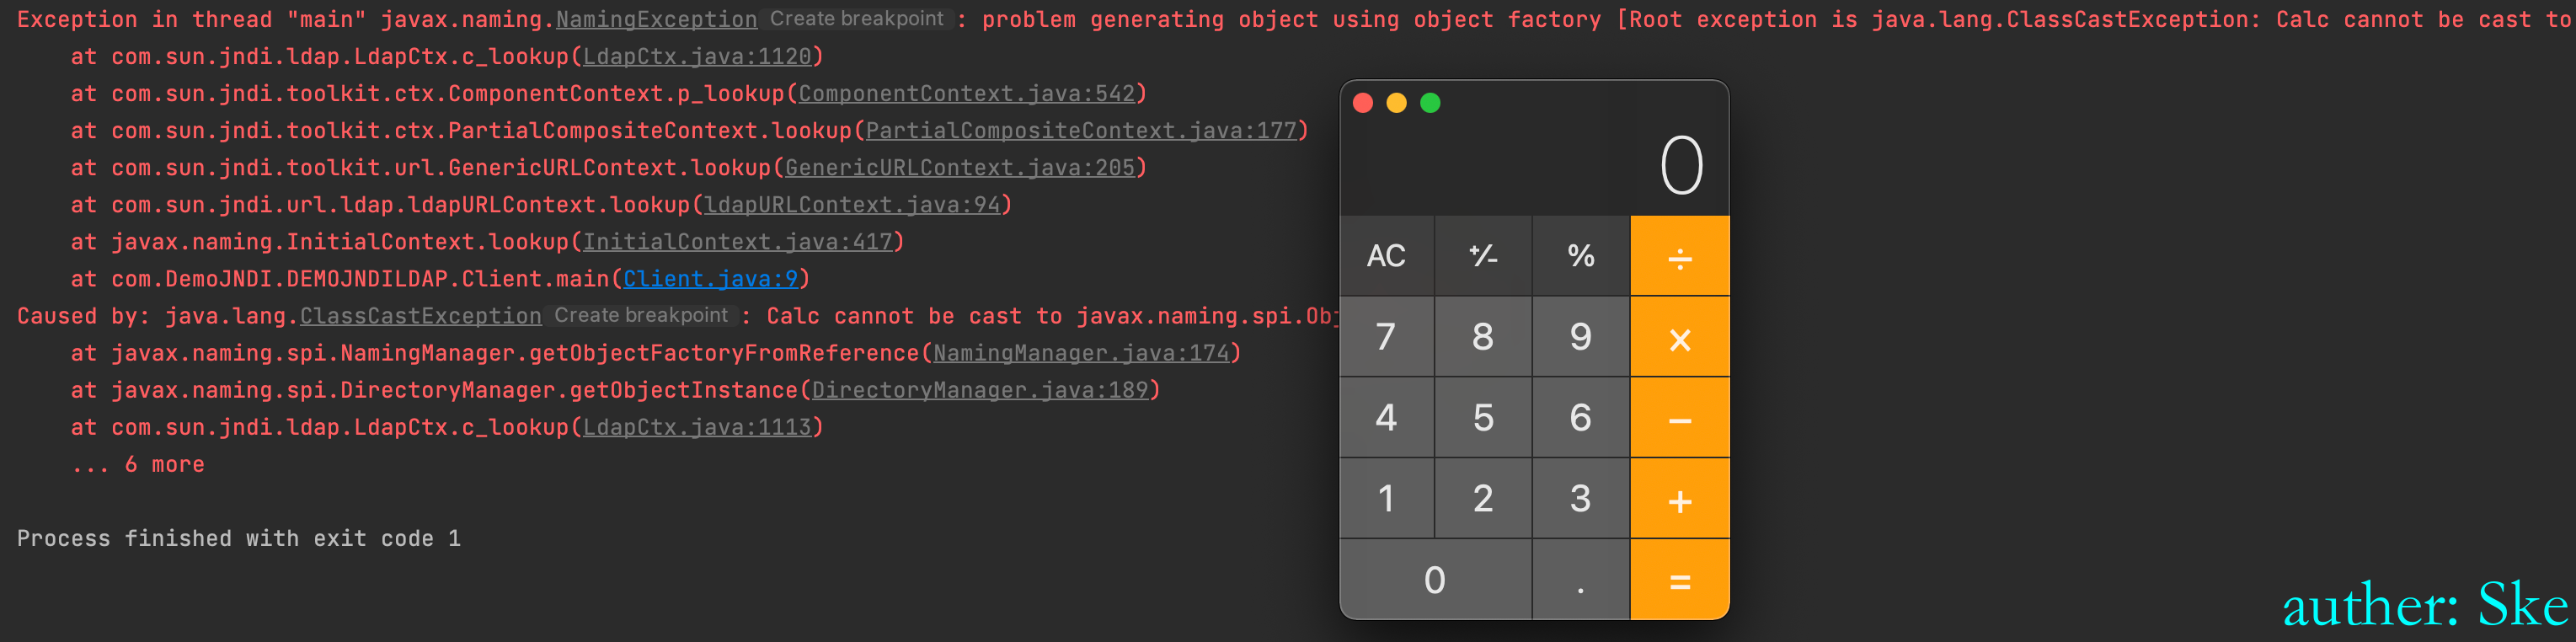 Exception in thread "main" javax.naming.NamingException Create breakpoint : problem generating object using object factory [Root exception is java.lang.ClassCastException: Calc cannot be cast to
at com.sun.jndi.ldap.LdapCtx.c_lookup(LdapCtx.java:1120)
at com.sun.jndi.toolkit.ctx.ComponentContext.p_lookup(ComponentContext.java:542)
at com.sun.jndi.toolkit.ctx.PartialCompositeContext.lookup(PartialCompositeContext.java:177)
at com.sun.jndi.toolkit.url.GenericURLContext.lookup(GenericURLContext.java:205)
at com.sun.jndi.url.ldap.ldapURLContext.lookup(ldapURLContext.java:94)
at javax.naming.InitialContext.lookup(InitialContext.java:417)
at com.DemoJNDI.DEMOJNDILDAP.Client.main(Client.java:9)
Caused by: java.lang.ClassCastException Create breakpoint : Calc cannot be cast to javax.naming.spi.Obj
at javax.naming.spi.NamingManager.getObjectFactoryFromReference(NamingManager.java:174)
at javax.naming.spi.DirectoryManager.getObjectInstance(DirectoryManager.java:189)
at com.sun.jndi.ldap.LdapCtx.c_lookup(LdapCtx.java:1113)
... 6 more
Process finished with exit code 1
0
AC +/- % ÷
7 8 9 ×
4 5 6 −
1 2 3 +
0 . =
auther: Ske